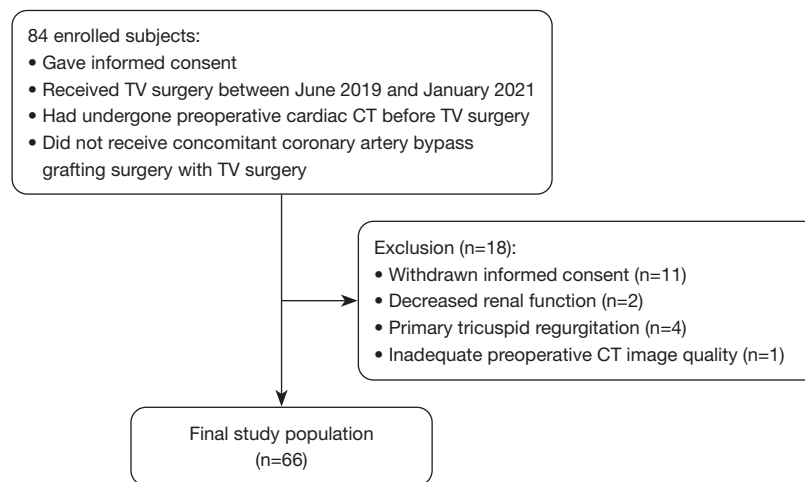 84 enrolled subjects:
• Gave informed consent
• Received TV surgery between June 2019 and January 2021
• Had undergone preoperative cardiac CT before TV surgery
• Did not receive concomitant coronary artery bypass
grafting surgery with TV surgery
Exclusion (n=18):
• Withdrawn informed consent (n=11)
• Decreased renal function (n=2)
• Primary tricuspid regurgitation (n=4)
• Inadequate preoperative CT image quality (n=1)
Final study population
(n=66)